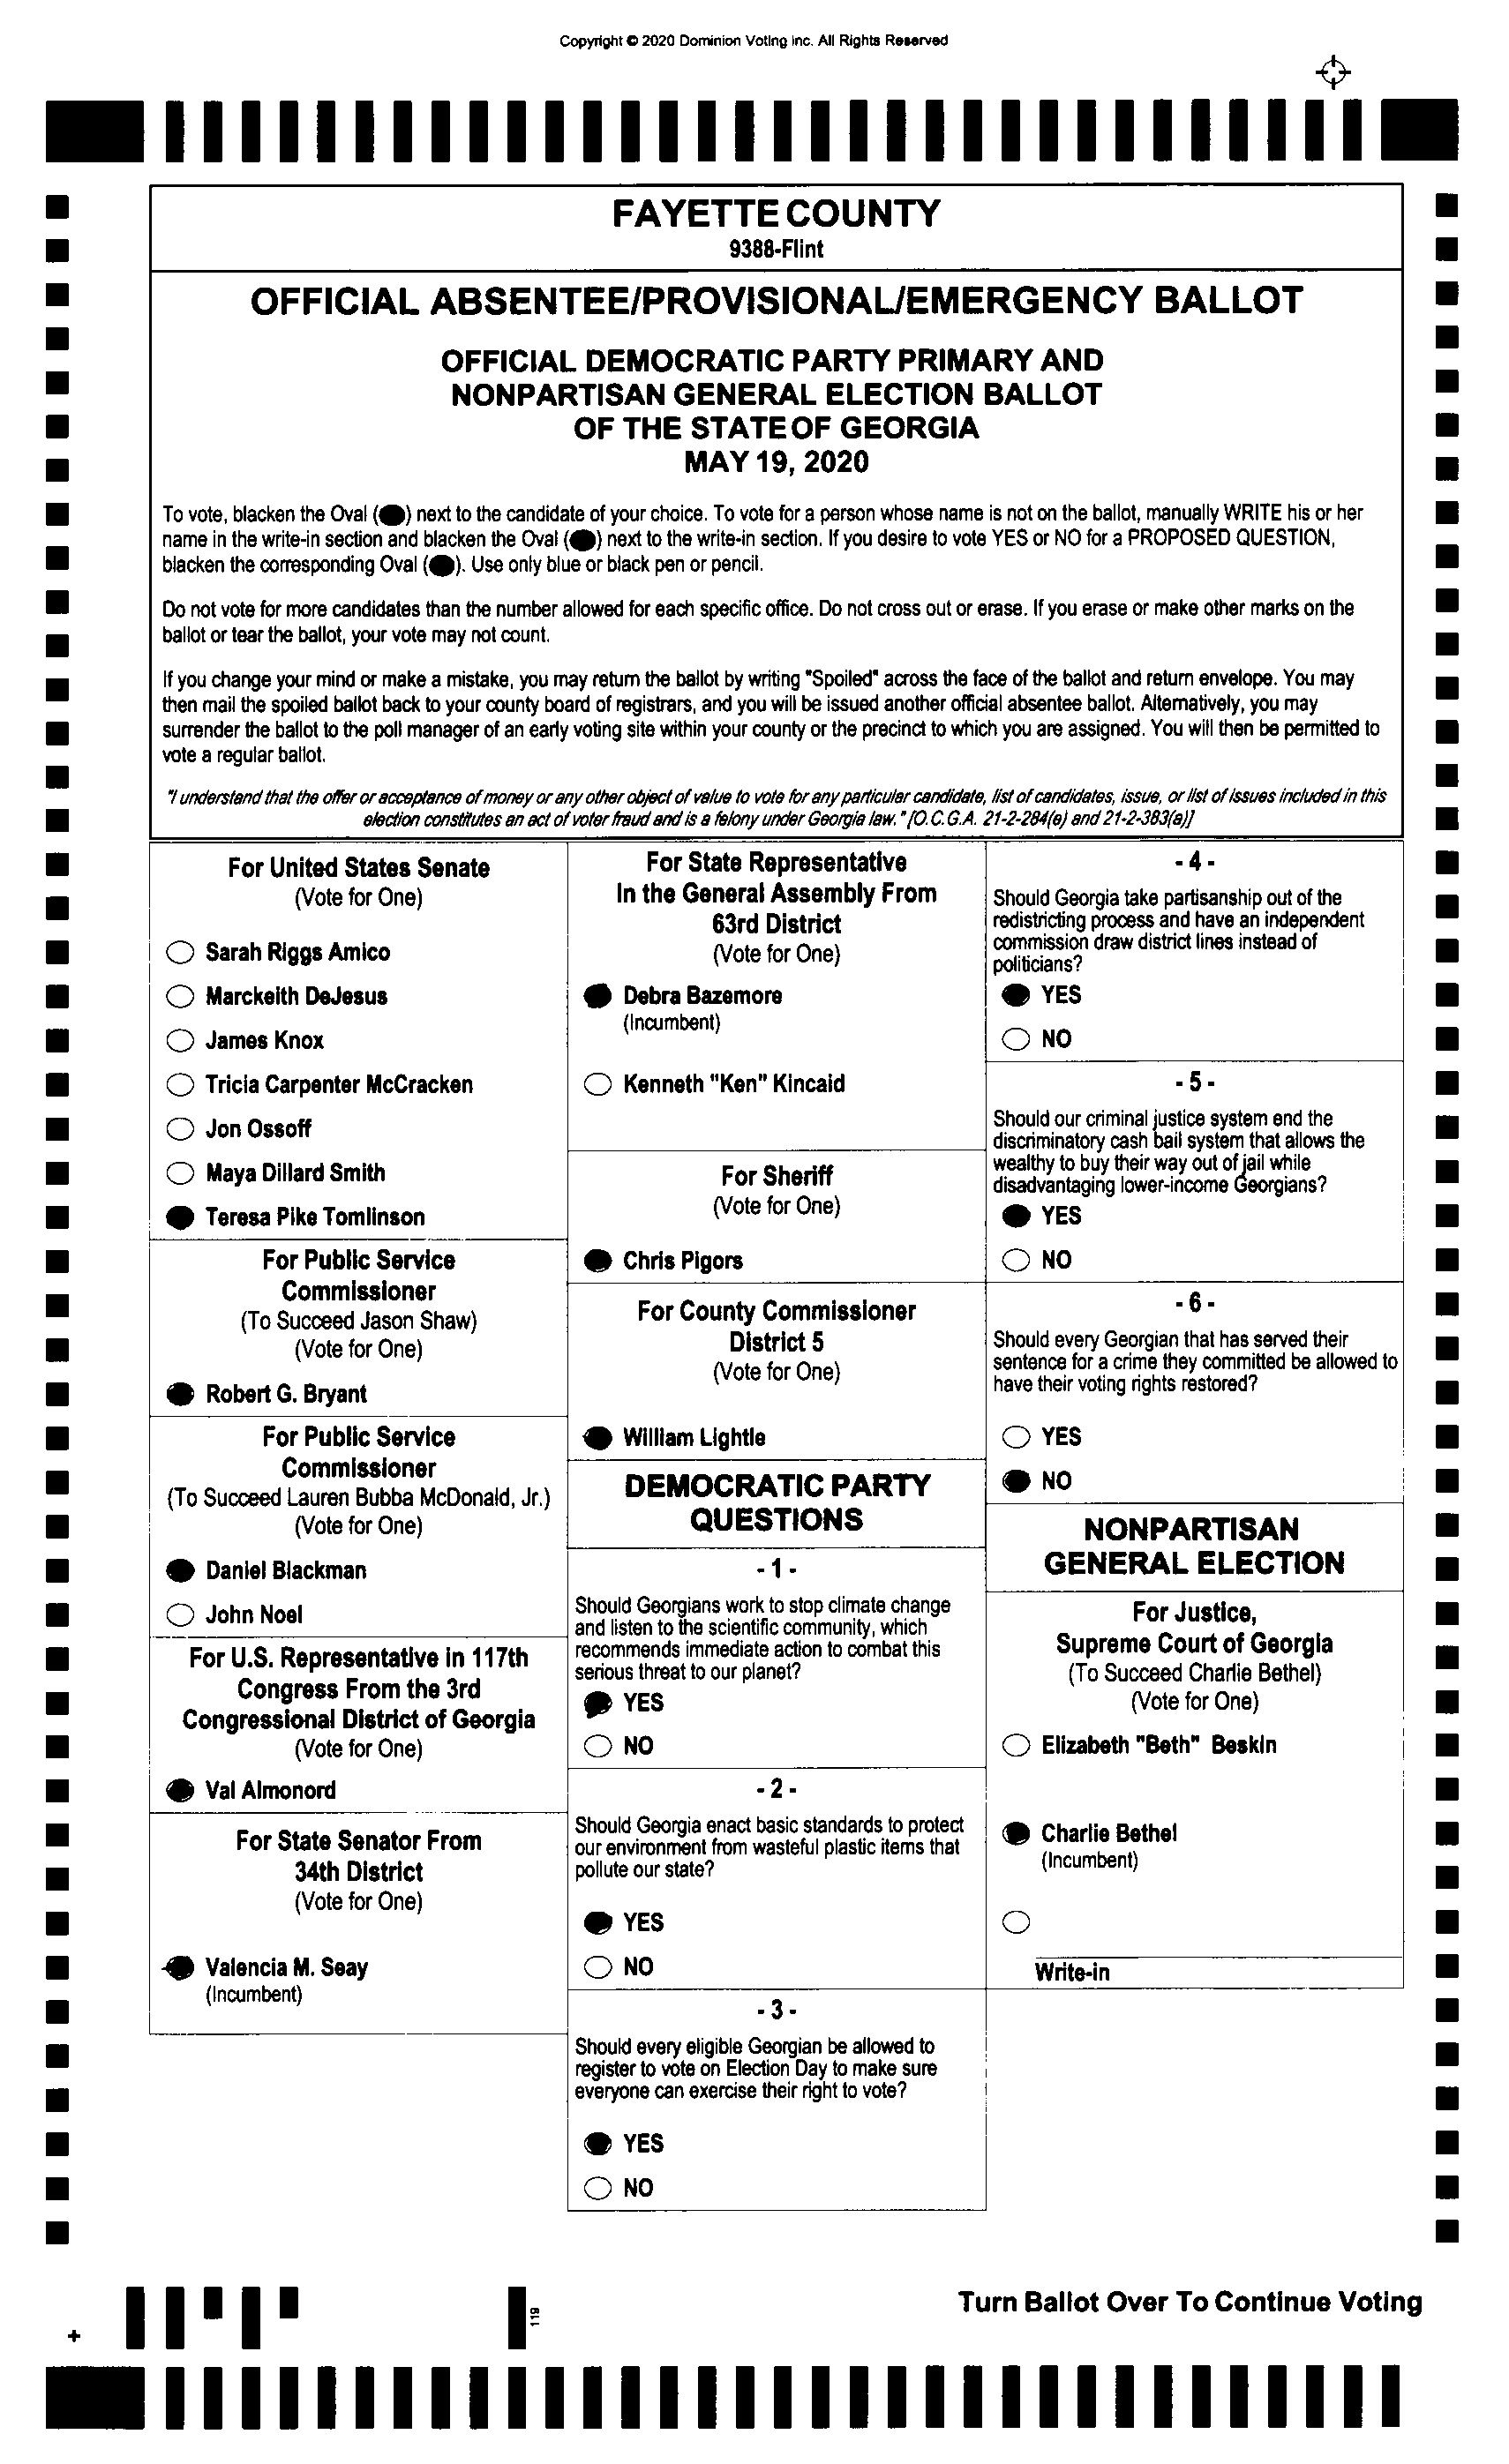 Copyright © 2020 Dominion Voting Inc. All Rights Reserved
FAYETTE COUNTY
9388-Flint
OFFICIAL ABSENTEE/PROVISIONAL/EMERGENCY BALLOT
OFFICIAL DEMOCRATIC PARTY PRIMARY AND
NONPARTISAN GENERAL ELECTION BALLOT
OF THE STATE OF GEORGIA
MAY 19, 2020
To vote, blacken the Oval () next to the candidate of your choice. To vote for a person whose name is not on the ballot, manually WRITE his or her
name in the write-in section and blacken the Oval () next to the write-in section. If you desire to vote YES or NO for a PROPOSED QUESTION,
blacken the corresponding Oval (). Use only blue or black pen or pencil.
Do not vote for more candidates than the number allowed for each specific office. Do not cross out or erase. If you erase or make other marks on the
ballot or tear the ballot, your vote may not count.
If you change your mind or make a mistake, you may return the ballot by writing "Spoiled" across the face of the ballot and return envelope. You may
then mail the spoiled ballot back to your county board of registrars, and you will be issued another official absentee ballot. Alternatively, you may
surrender the ballot to the poll manager of an early voting site within your county or the precinct to which you are assigned. You will then be permitted to
vote a regular ballot.
"I understand that the offer or acceptance of money or any other object of value to vote for any particular candidate, list of candidates, issue, or list of issues included in this
election constitutes an act of voter fraud and is a felony under Georgia law." [O.C.G.A. 21-2-284(e) and 21-2-383(a)]
For United States Senate
(Vote for One)
Sarah Riggs Amico
Marckeith DeJesus
James Knox
Tricia Carpenter McCracken
Jon Ossoff
Maya Dillard Smith
Teresa Pike Tomlinson
For Public Service
Commissioner
(To Succeed Jason Shaw)
(Vote for One)
Robert G. Bryant
For Public Service
Commissioner
(To Succeed Lauren Bubba McDonald, Jr.)
(Vote for One)
Daniel Blackman
John Noel
For U.S. Representative in 117th
Congress From the 3rd
Congressional District of Georgia
(Vote for One)
Val Almonord
For State Senator From
34th District
(Vote for One)
Valencia M. Seay
(Incumbent)
For State Representative
In the General Assembly From
63rd District
(Vote for One)
Debra Bazemore
(Incumbent)
Kenneth "Ken" Kincaid
For Sheriff
(Vote for One)
Chris Pigors
For County Commissioner
District 5
(Vote for One)
William Lightle
DEMOCRATIC PARTY
QUESTIONS
- 1 -
Should Georgians work to stop climate change
and listen to the scientific community, which
recommends immediate action to combat this
serious threat to our planet?
YES
NO
- 2 -
Should Georgia enact basic standards to protect
our environment from wasteful plastic items that
pollute our state?
YES
NO
- 3 -
Should every eligible Georgian be allowed to
register to vote on Election Day to make sure
everyone can exercise their right to vote?
YES
NO
- 4 -
Should Georgia take partisanship out of the
redistricting process and have an independent
commission draw district lines instead of
politicians?
YES
NO
- 5 -
Should our criminal justice system end the
discriminatory cash bail system that allows the
wealthy to buy their way out of jail while
disadvantaging lower-income Georgians?
YES
NO
- 6 -
Should every Georgian that has served their
sentence for a crime they committed be allowed to
have their voting rights restored?
YES
NO
NONPARTISAN
GENERAL ELECTION
For Justice,
Supreme Court of Georgia
(To Succeed Charlie Bethel)
(Vote for One)
Elizabeth "Beth" Beskin
Charlie Bethel
(Incumbent)
Write-in
119
Turn Ballot Over To Continue Voting